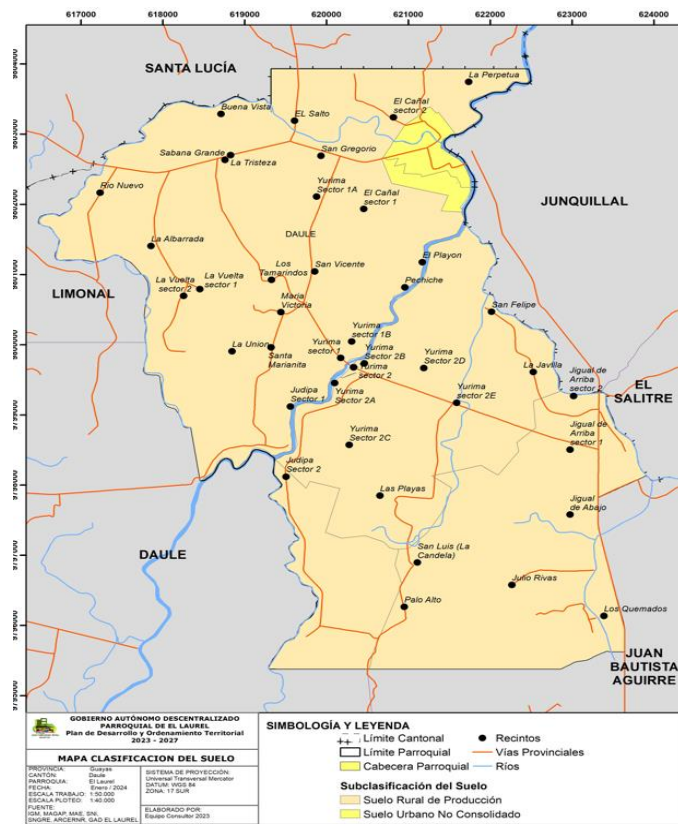 617000 618000 619000 620000 621000 622000 623000 624000
SANTA LUCÍA
La Perpetua
Buena Vista
EL Salto
El Cañal
sector 2
Sabana Grande
La Tristeza
San Gregorio
Rio Nuevo
Yurima
Sector 1A
El Cañal
sector 1
JUNQUILLAL
DAULE
La Albarrada
El Playon
Los
Tamarindos
San Vicente
La Vuelta
sector 2
La Vuelta
sector 1
Pechiche
LIMONAL
Maria
Victoria
San Felipe
Yurima
sector 1B
Yurima
sector 1
La Union
Santa
Marianita
Yurima
Sector 2B
Yurima
sector 2
Yurima
Sector 2D
La Javilla
Jigual de
Arriba
sector 2
EL
SALITRE
Yurima
Sector 2A
Yurima
sector 2E
Judipa
Sector 1
Yurima
Sector 2C
Jigual de
Arriba
sector 1
Judipa
Sector 2
Las Playas
Jigual
de Abajo
DAULE
San Luis (La
Candela)
Julio Rivas
Palo Alto
Los Quemados
JUAN
BAUTISTA
AGUIRRE
GOBIERNO AUTÓNOMO DESCENTRALIZADO
PARROQUIAL DE EL LAUREL
Plan de Desarrollo y Ordenamiento Territorial
2023 - 2027
MAPA CLASIFICACION DEL SUELO
PROVINCIA: Guayas
CANTÓN: Daule
PARROQUIA: El Laurel
FECHA: Enero / 2024
ESCALA TRABAJO: 1:50.000
ESCALA PLOTEO: 1:40.000
FUENTE:
IGM, MAGAP, MAE, SNI,
SNGRE, ARCERNR, GAD EL LAUREL
SISTEMA DE PROYECCIÓN:
Universal Transversal Mercator
DATUM: WGS 84
ZONA: 17 SUR
ELABORADO POR:
Equipo Consultor 2023
SIMBOLOGÍA Y LEYENDA
Límite Cantonal
Límite Parroquial
Cabecera Parroquial
Recintos
Vías Provinciales
Ríos
Subclasificación del Suelo
Suelo Rural de Producción
Suelo Urbano No Consolidado